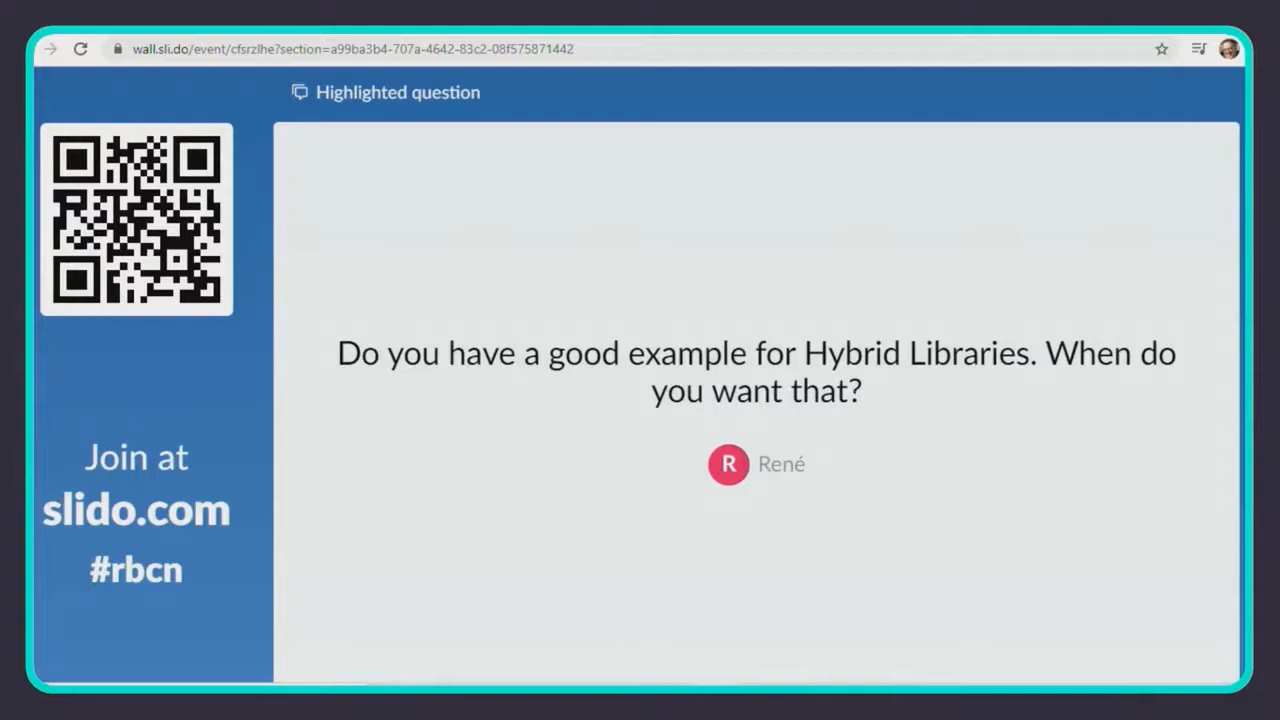 wall.sli.do/event/cfsrzlhe?section=a99ba3b4-707a-4642-83c2-08f575871442
Highlighted question
Do you have a good example for Hybrid Libraries. When do
you want that?
R René
Join at
slido.com
#rbcn